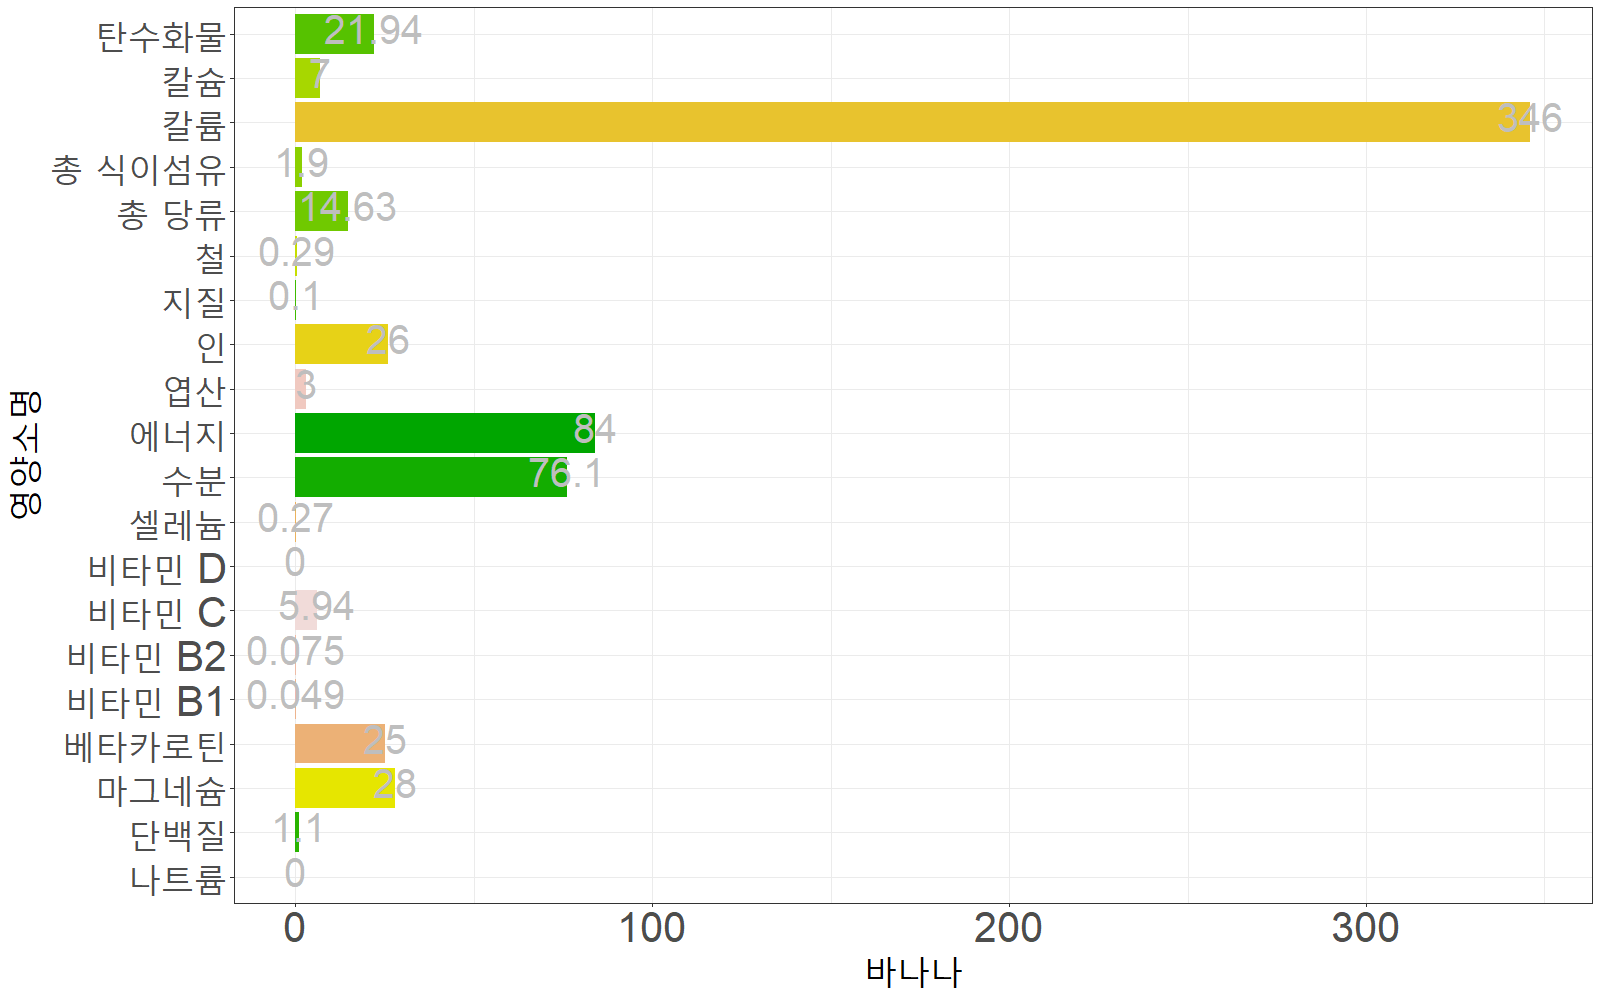 탄수화물 21.94
칼슘 7
칼륨 346
총 식이섬유 1.9
총 당류 14.63
철 0.29
지질 0.1
인 26
엽산 3
에너지 84
수분 76.1
셀레늄 0.27
비타민 D 0
비타민 C 5.94
비타민 B2 0.075
비타민 B1 0.049
베타카로틴 25
마그네슘 28
단백질 1.1
나트륨 0
영양소명
0 100 200 300
바나나